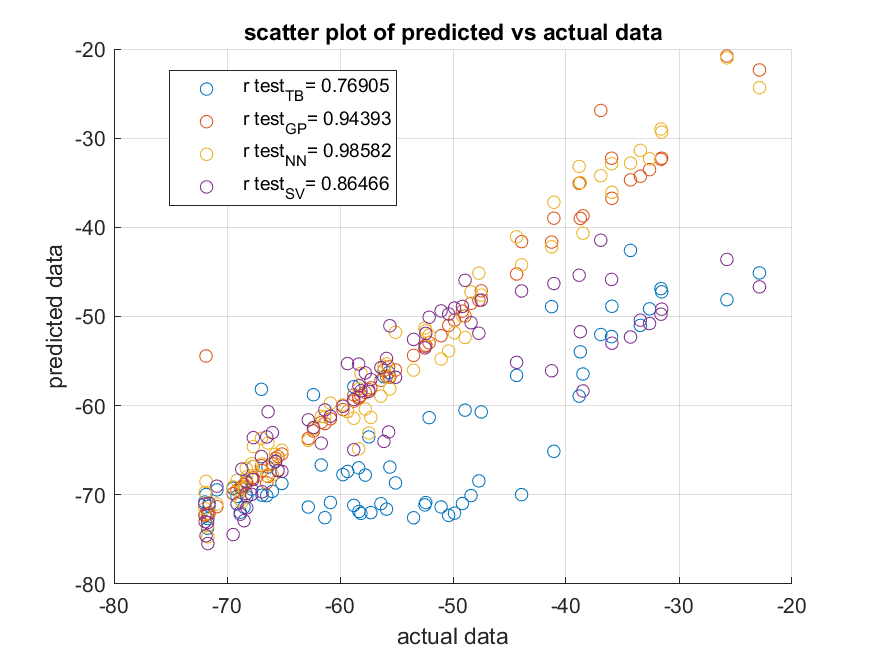 scatter plot of predicted vs actual data
-20
-30
-40
-50
-60
-70
-80
predicted data
r test_TB= 0.76905
r test_GP= 0.94393
r test_NN= 0.98582
r test_SV= 0.86466
-80 -70 -60 -50 -40 -30 -20
actual data